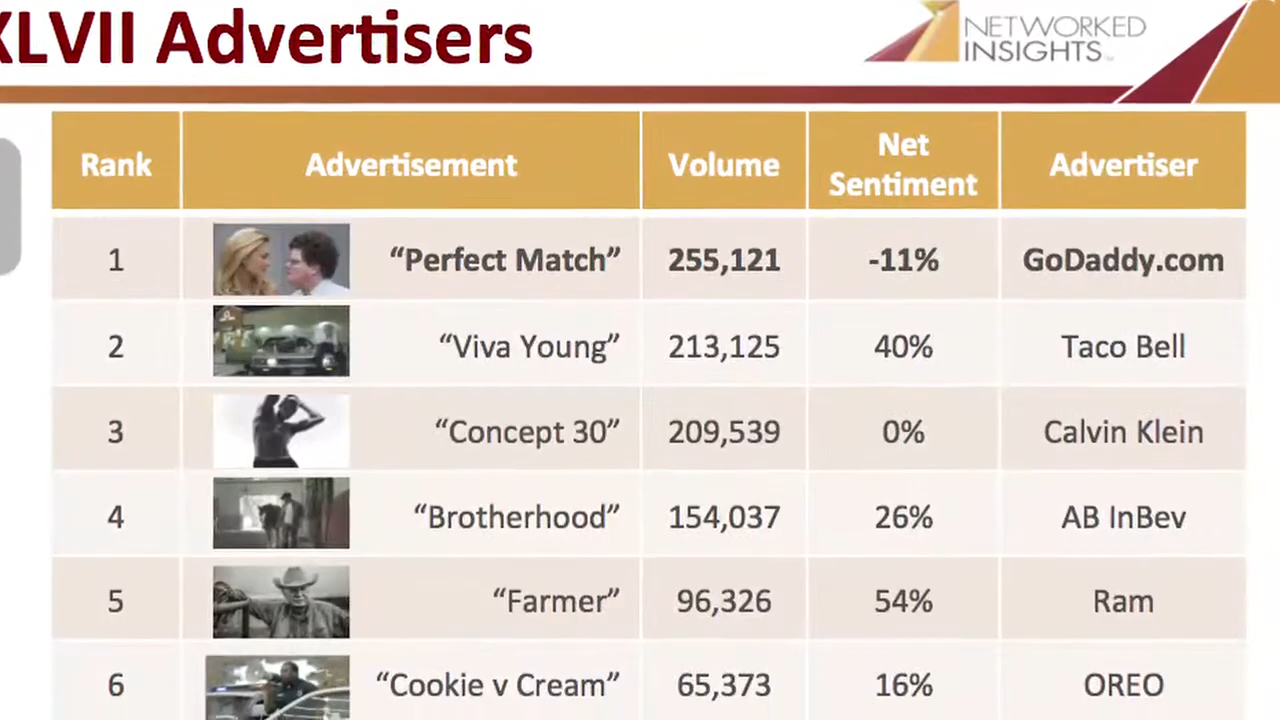 XLVII Advertisers
NETWORKED
INSIGHTS
Rank Advertisement Volume Net Sentiment Advertiser
1 “Perfect Match” 255,121 -11% GoDaddy.com
2 “Viva Young” 213,125 40% Taco Bell
3 “Concept 30” 209,539 0% Calvin Klein
4 “Brotherhood” 154,037 26% AB InBev
5 “Farmer” 96,326 54% Ram
6 “Cookie v Cream” 65,373 16% OREO